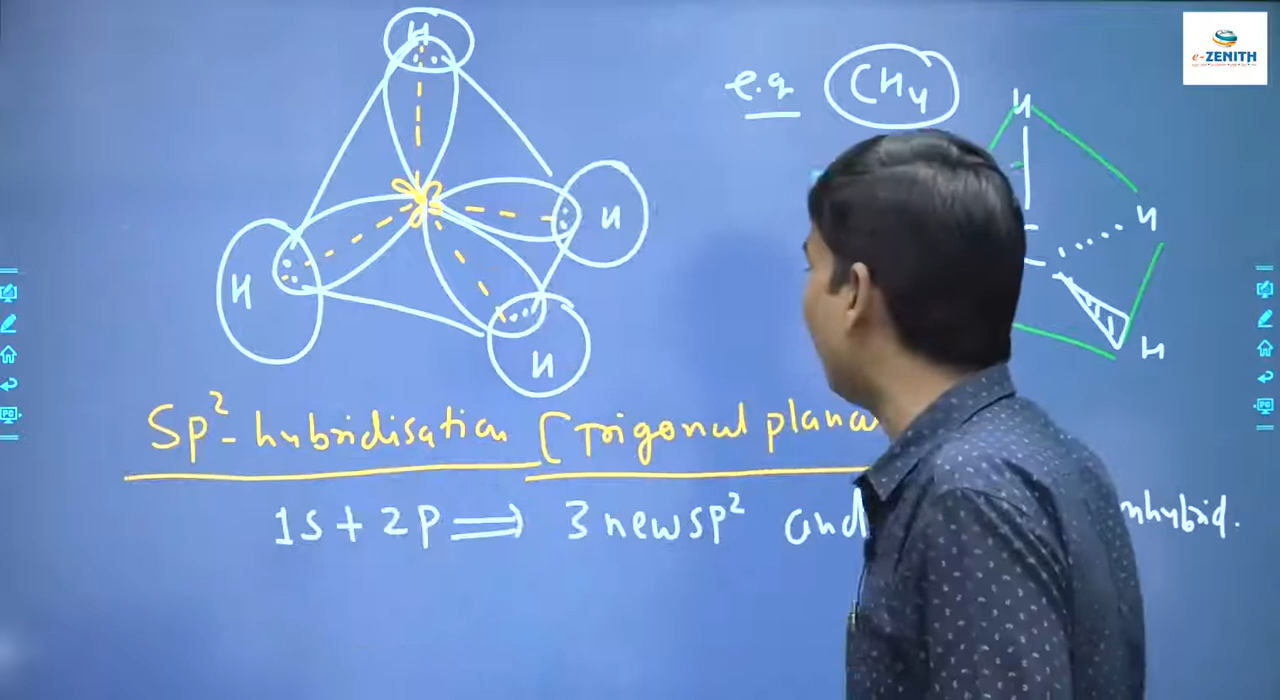 H
H
H
H
e.g CH4
H
H
H
e-ZENITH
Sp²-hybridisation [Trigonal plana
1s + 2p ⟹ 3 new sp² and nhybrid.